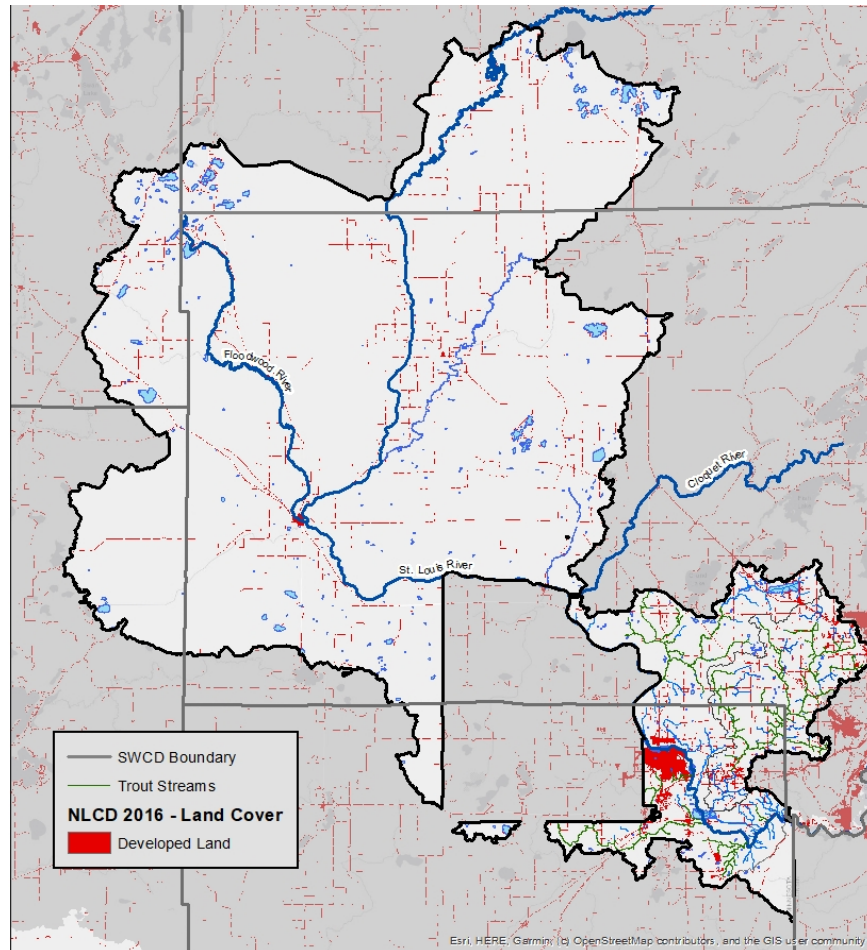 Floodwood River
Cloquet River
St. Louis River
SWCD Boundary
Trout Streams
NLCD 2016 - Land Cover
Developed Land
Esri, HERE, Garmin, (c) OpenStreetMap contributors, and the GIS user community